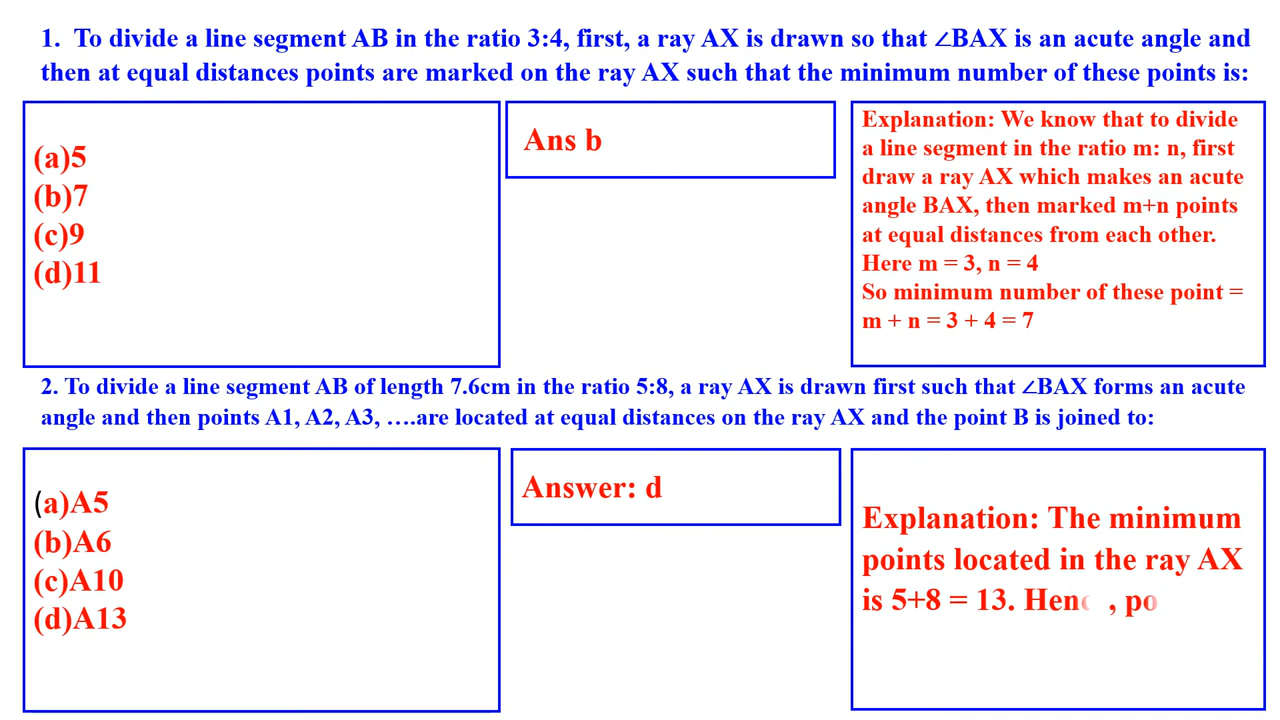 1. To divide a line segment AB in the ratio 3:4, first, a ray AX is drawn so that ∠BAX is an acute angle and
then at equal distances points are marked on the ray AX such that the minimum number of these points is:
(a)5
(b)7
(c)9
(d)11
Ans b
Explanation: We know that to divide
a line segment in the ratio m: n, first
draw a ray AX which makes an acute
angle BAX, then marked m+n points
at equal distances from each other.
Here m = 3, n = 4
So minimum number of these point =
m + n = 3 + 4 = 7
2. To divide a line segment AB of length 7.6cm in the ratio 5:8, a ray AX is drawn first such that ∠BAX forms an acute
angle and then points A1, A2, A3, ….are located at equal distances on the ray AX and the point B is joined to:
(a)A5
(b)A6
(c)A10
(d)A13
Answer: d
Explanation: The minimum
points located in the ray AX
is 5+8 = 13. Henc , po